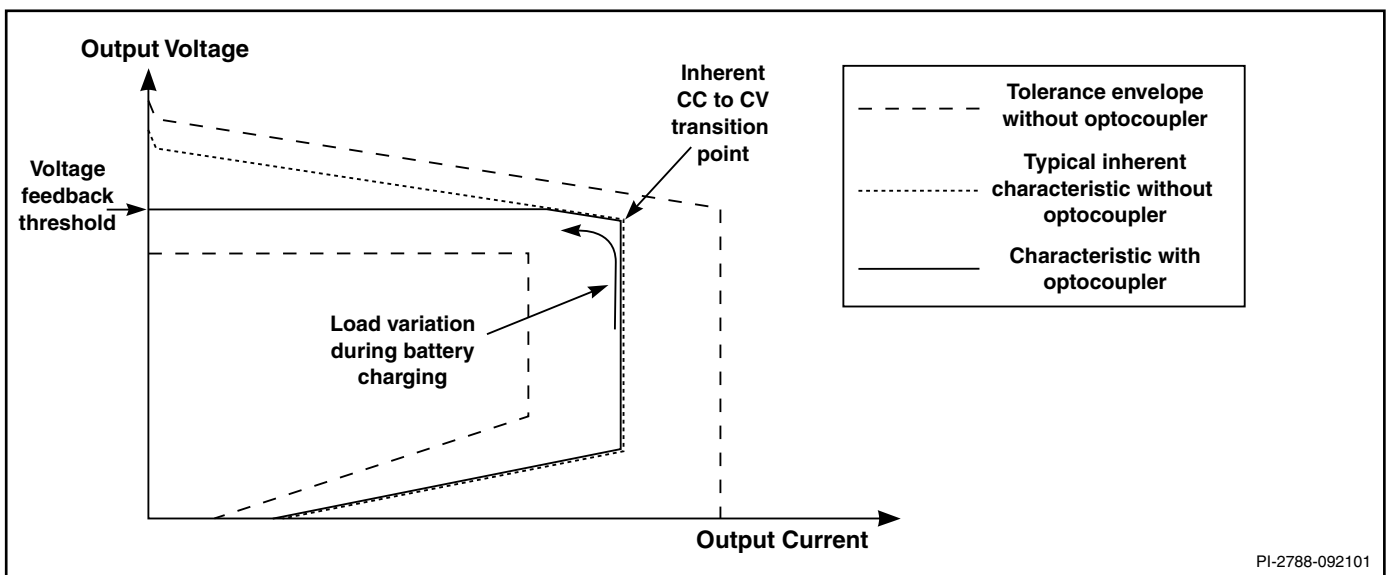 Output Voltage
Inherent
CC to CV
transition
point
Voltage
feedback
threshold
Load variation
during battery
charging
Output Current
Tolerance envelope
without optocoupler
Typical inherent
characteristic without
optocoupler
Characteristic with
optocoupler
PI-2788-092101